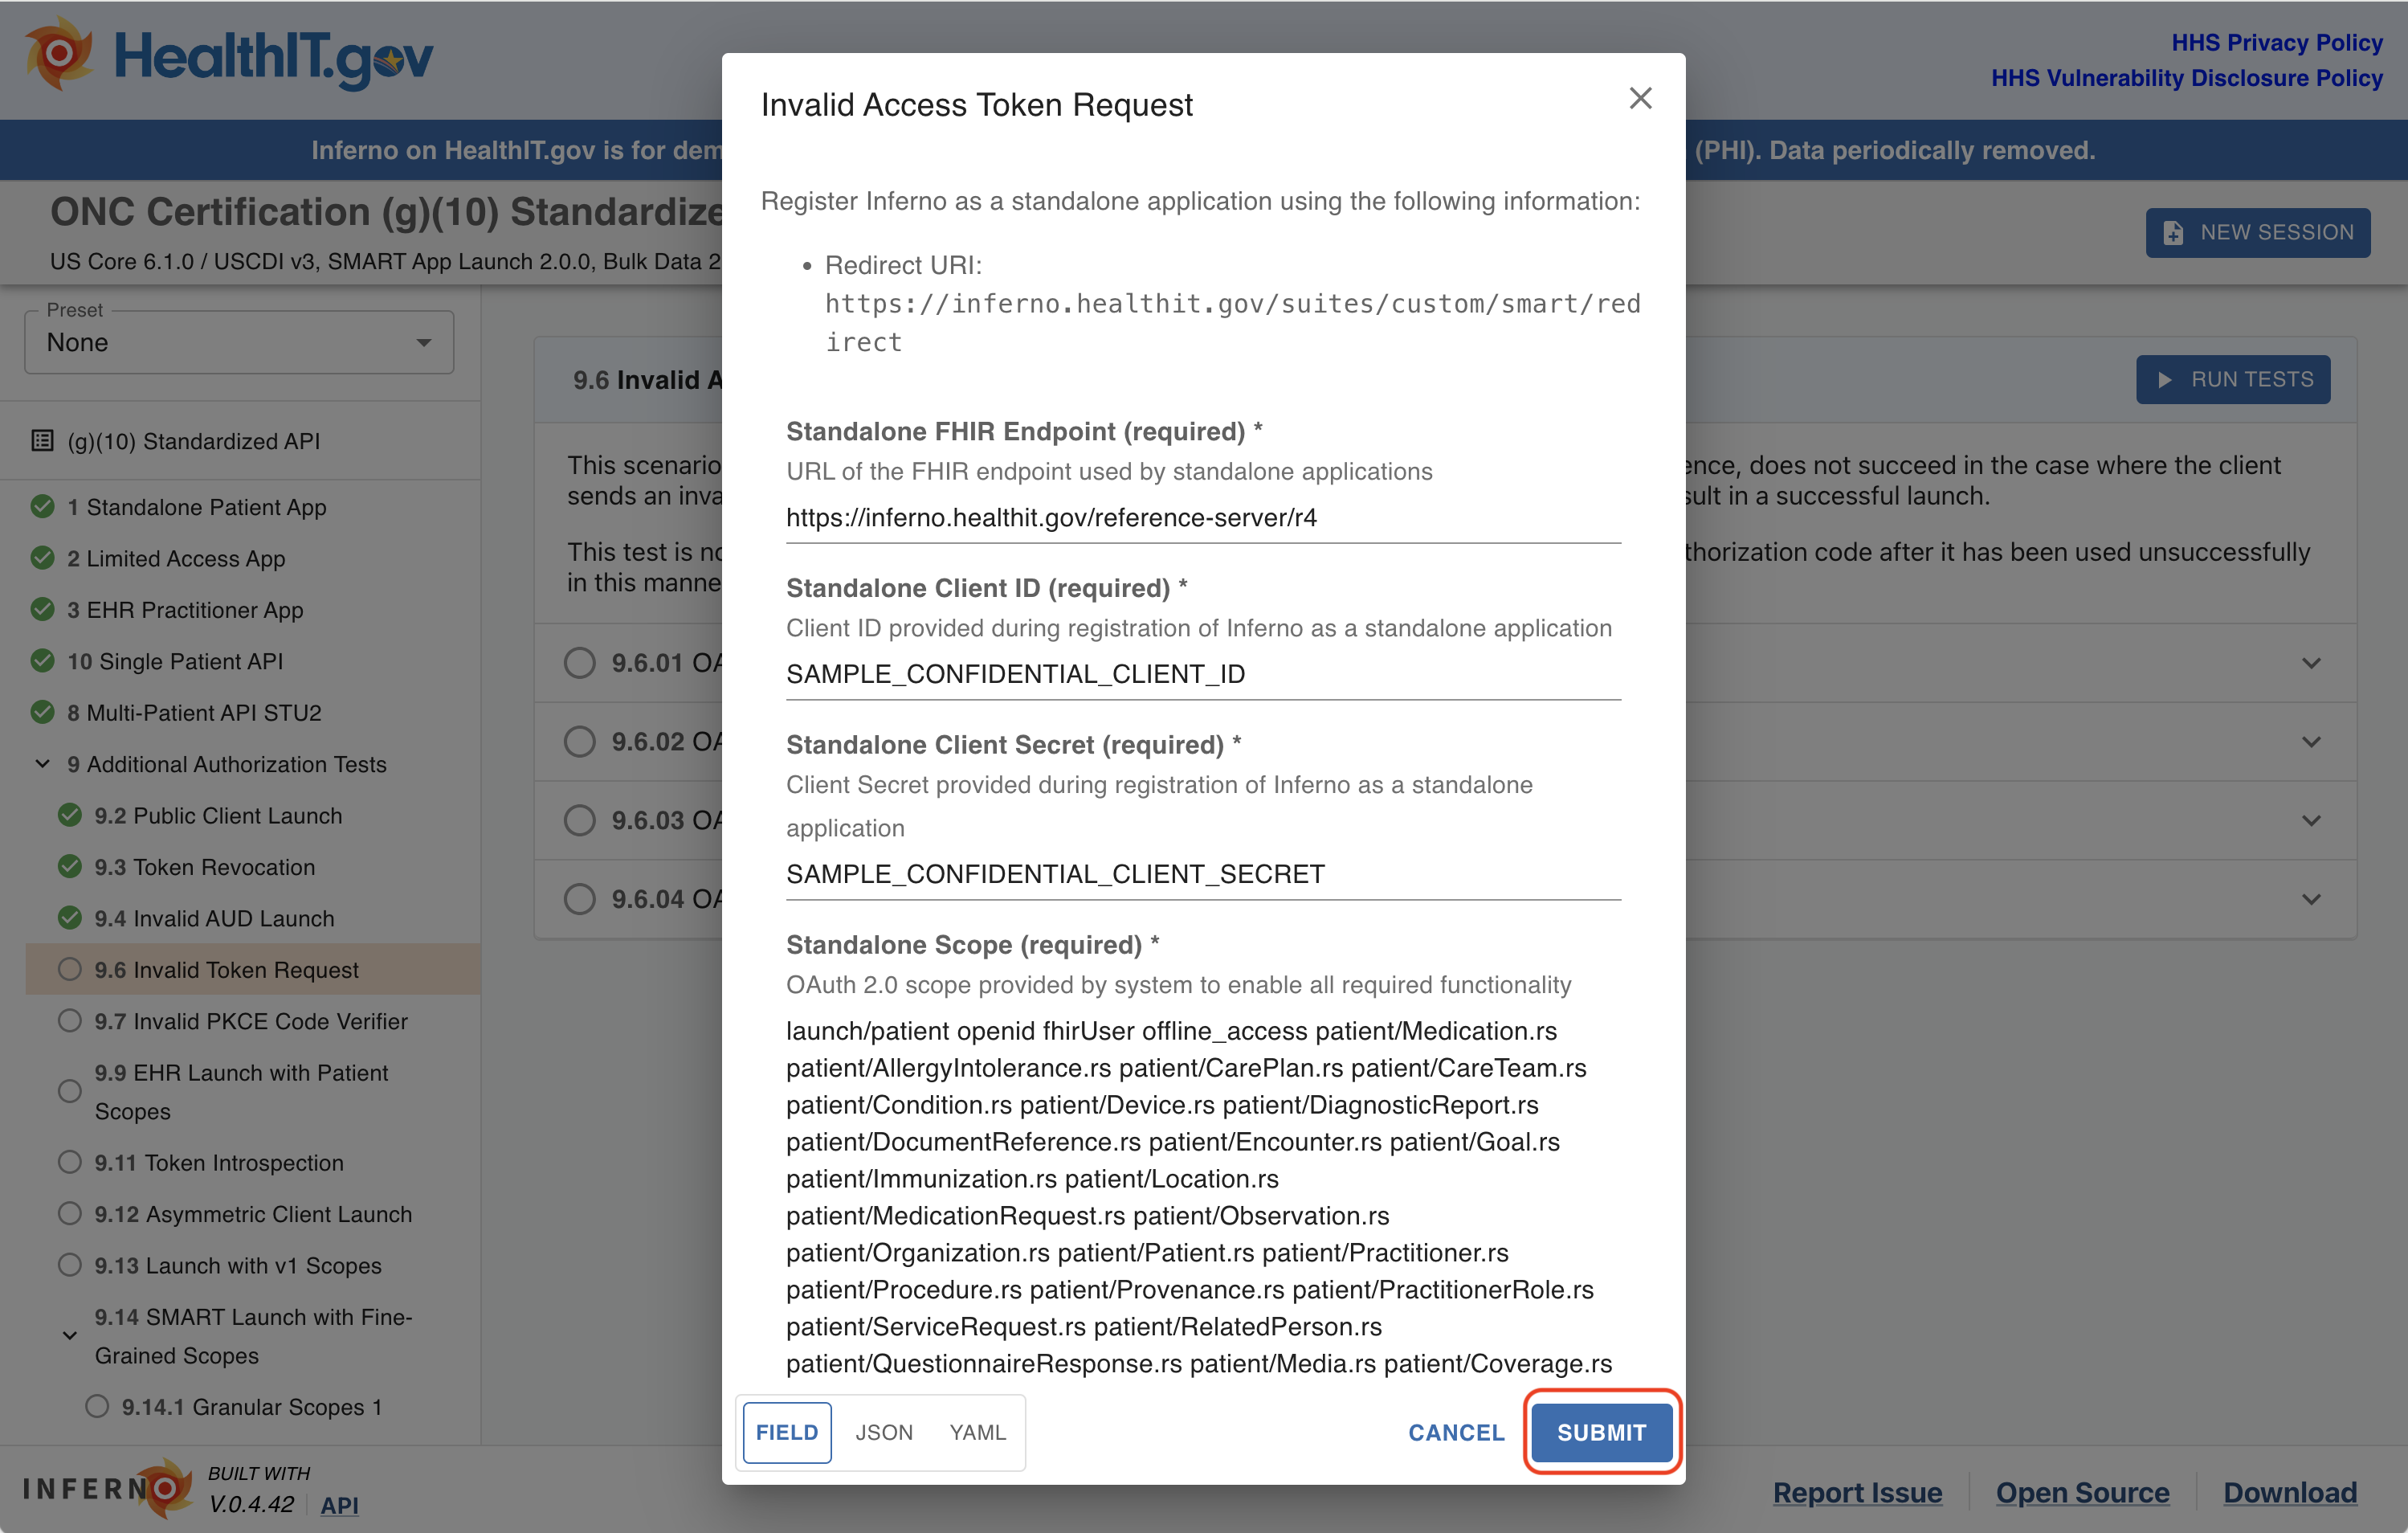 HealthIT.gov
HHS Privacy Policy
HHS Vulnerability Disclosure Policy
Inferno on HealthIT.gov is for dem
(PHI). Data periodically removed.
ONC Certification (g)(10) Standardize
US Core 6.1.0 / USCDI v3, SMART App Launch 2.0.0, Bulk Data 2
NEW SESSION
Preset
None
(g)(10) Standardized API
1 Standalone Patient App
2 Limited Access App
3 EHR Practitioner App
10 Single Patient API
8 Multi-Patient API STU2
9 Additional Authorization Tests
9.2 Public Client Launch
9.3 Token Revocation
9.4 Invalid AUD Launch
9.6 Invalid Token Request
9.7 Invalid PKCE Code Verifier
9.9 EHR Launch with Patient
Scopes
9.11 Token Introspection
9.12 Asymmetric Client Launch
9.13 Launch with v1 Scopes
9.14 SMART Launch with Fine-
Grained Scopes
9.14.1 Granular Scopes 1
9.6 Invalid A
RUN TESTS
This scenario
ence, does not succeed in the case where the client
sends an inva
sult in a successful launch.
This test is no
thorization code after it has been used unsuccessfully
in this manne
9.6.01 OA
9.6.02 OA
9.6.03 OA
9.6.04 OA
Invalid Access Token Request
Register Inferno as a standalone application using the following information:
• Redirect URI:
https://inferno.healthit.gov/suites/custom/smart/red
irect
Standalone FHIR Endpoint (required) *
URL of the FHIR endpoint used by standalone applications
https://inferno.healthit.gov/reference-server/r4
Standalone Client ID (required) *
Client ID provided during registration of Inferno as a standalone application
SAMPLE_CONFIDENTIAL_CLIENT_ID
Standalone Client Secret (required) *
Client Secret provided during registration of Inferno as a standalone
application
SAMPLE_CONFIDENTIAL_CLIENT_SECRET
Standalone Scope (required) *
OAuth 2.0 scope provided by system to enable all required functionality
launch/patient openid fhirUser offline_access patient/Medication.rs
patient/AllergyIntolerance.rs patient/CarePlan.rs patient/CareTeam.rs
patient/Condition.rs patient/Device.rs patient/DiagnosticReport.rs
patient/DocumentReference.rs patient/Encounter.rs patient/Goal.rs
patient/Immunization.rs patient/Location.rs
patient/MedicationRequest.rs patient/Observation.rs
patient/Organization.rs patient/Patient.rs patient/Practitioner.rs
patient/Procedure.rs patient/Provenance.rs patient/PractitionerRole.rs
patient/ServiceRequest.rs patient/RelatedPerson.rs
patient/QuestionnaireResponse.rs patient/Media.rs patient/Coverage.rs
FIELD JSON YAML
CANCEL SUBMIT
INFERNO
BUILT WITH
V.0.4.42 API
Report Issue
Open Source
Download